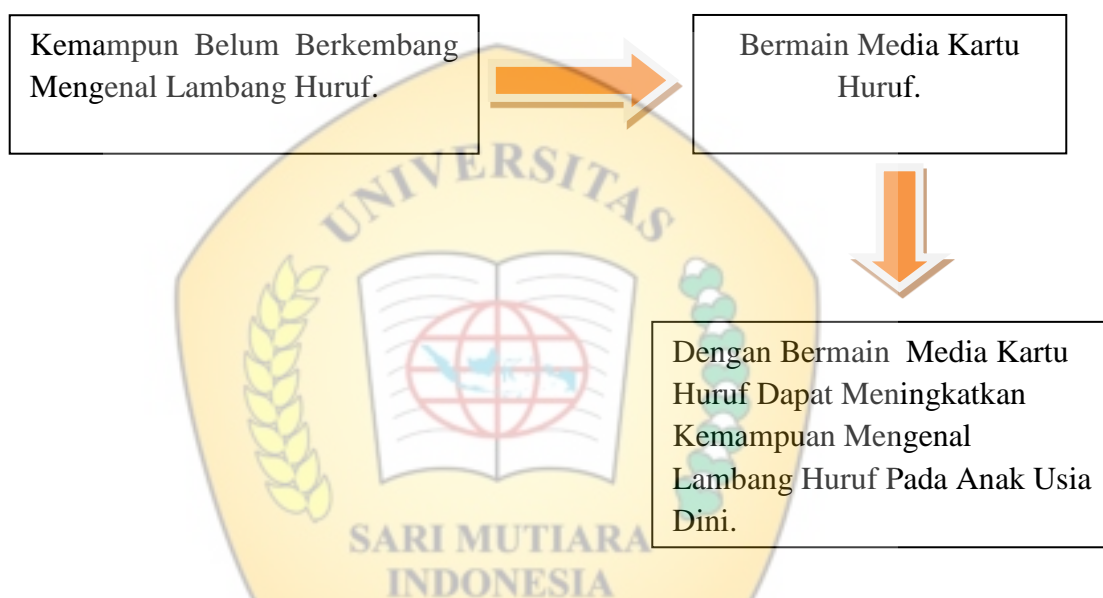 Kemampun Belum Berkembang
Mengenal Lambang Huruf.
Bermain Media Kartu
Huruf.
UNIVERSITAS
Dengan Bermain Media Kartu
Huruf Dapat Meningkatkan
Kemampuan Mengenal
Lambang Huruf Pada Anak Usia
Dini.
SARI MUTIARA
INDONESIA